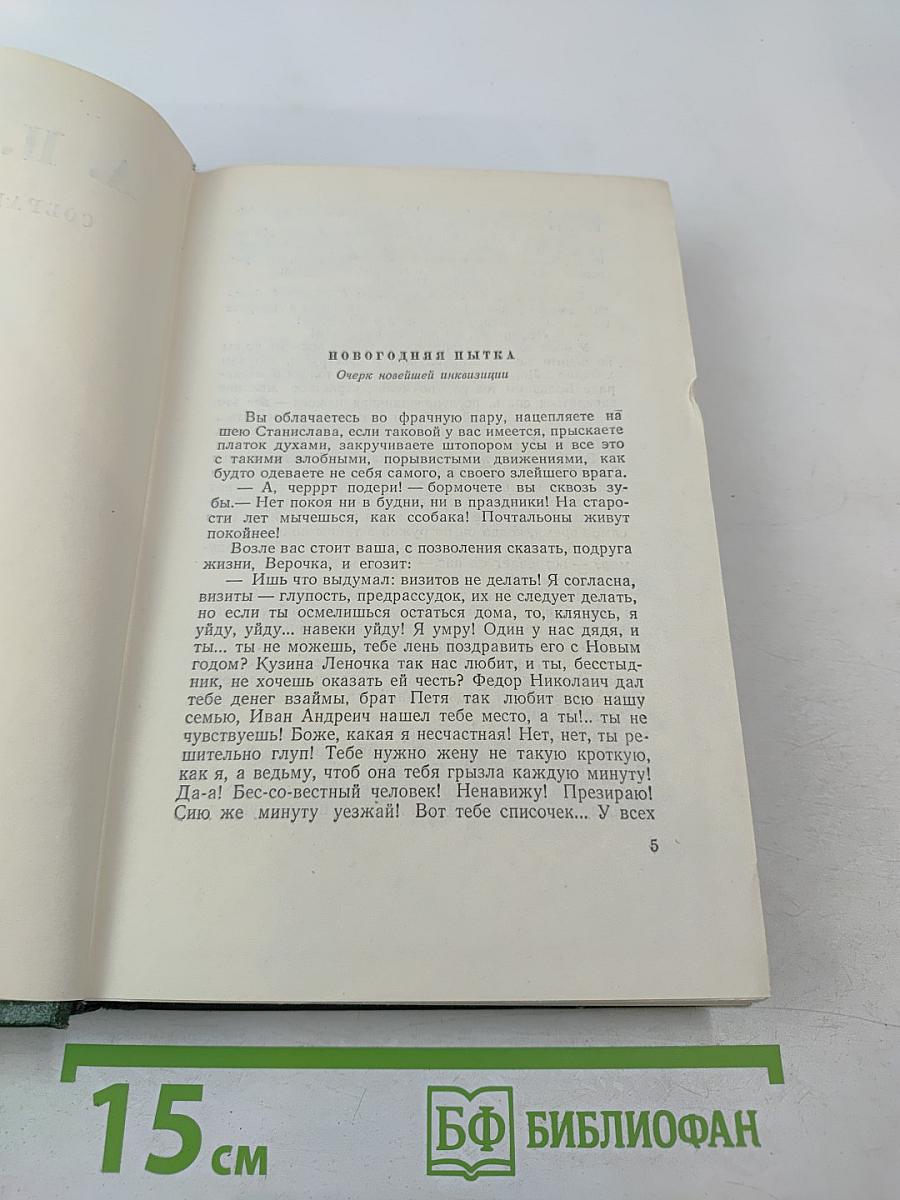 НОВОГОДНЯЯ ПЫТКА
Очерк новейшей инквизиции
Вы облачаетесь во фрачную пару, нацепляете на
шею Станислава, если таковой у вас имеется, прыскаете
платок духами, закручиваете штопором усы и все это
с такими злобными, порывистыми движениями, как
будто одеваете не себя самого, а своего злейшего врага.
— А, черррт подери! — бормочете вы сквозь зу-
бы.— Нет покоя ни в будни, ни в праздники! На старо-
сти лет мычешься, как ссобака! Почтальоны живут
покойнее!
Возле вас стоит ваша, с позволения сказать, подруга
жизни, Верочка, и егозит:
— Ишь что выдумал: визитов не делать! Я согласна,
визиты — глупость, предрассудок, их не следует делать,
но если ты осмелишься остаться дома, то, клянусь, я
уйду, уйду... навеки уйду! Я умру! Один у нас дядя, и
ты... ты не можешь, тебе лень поздравить его с Новым
годом? Кузина Леночка так нас любит, и ты, бесстыд-
ник, не хочешь оказать ей честь? Федор Николаич дал
тебе денег взаймы, брат Петя так любит всю нашу
семью, Иван Андреич нашел тебе место, а ты!.. ты не
чувствуешь! Боже, какая я несчастная! Нет, нет, ты ре-
шительно глуп! Тебе нужно жену не такую кроткую,
как я, а ведьму, чтоб она тебя грызла каждую минуту!
Да-а! Бес-со-вестный человек! Ненавижу! Презираю!
Сию же минуту уезжай! Вот тебе списочек... У всех
5
15 см
БФ БИБЛИОФАН